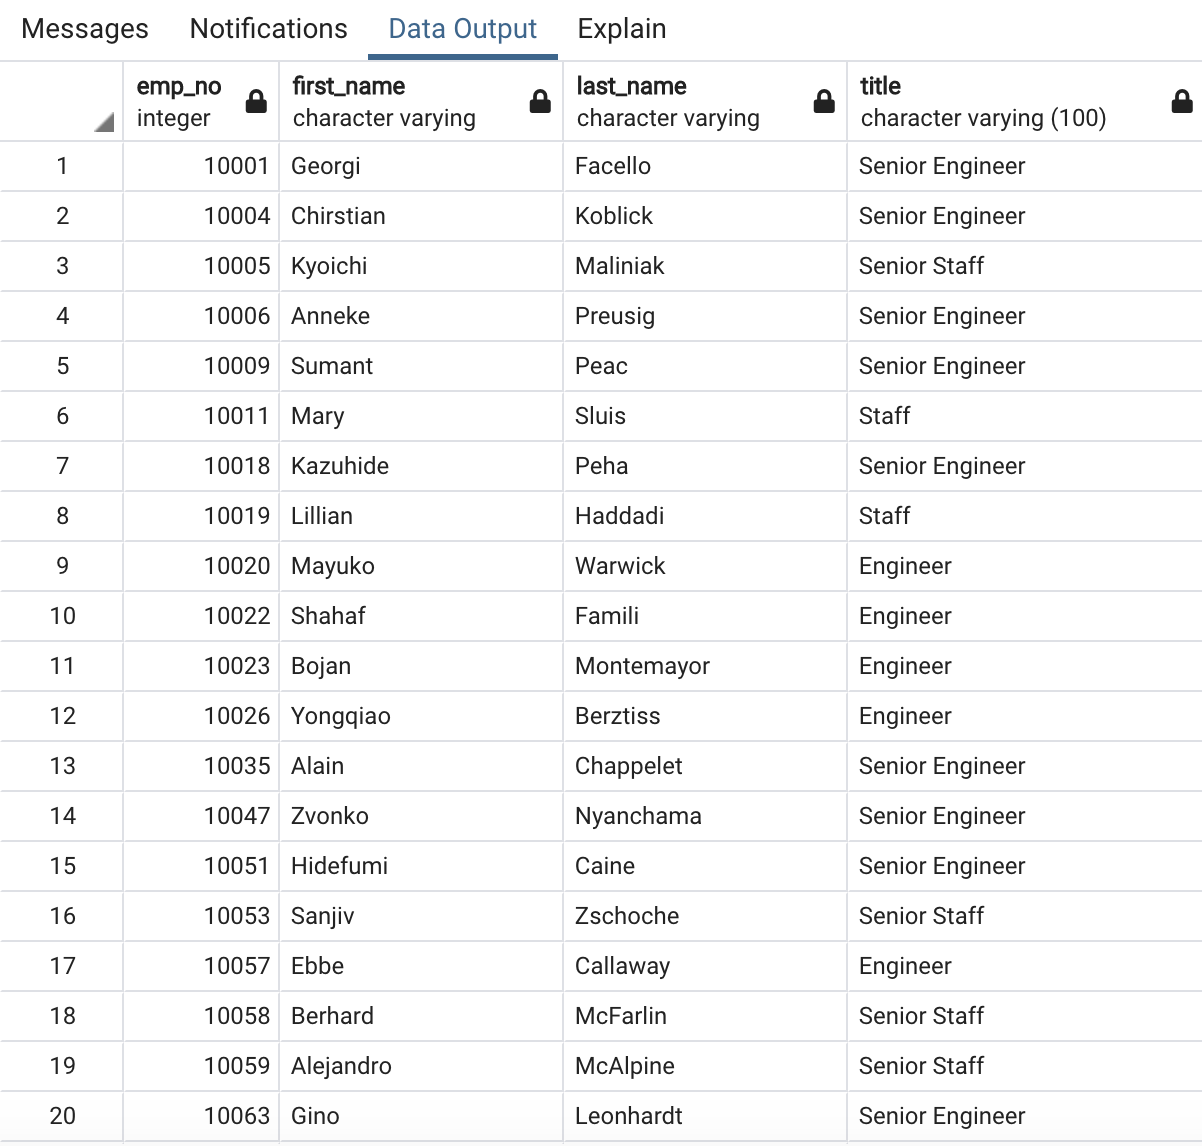 Messages Notifications Data Output Explain
emp_no first_name last_name title
integer character varying character varying character varying (100)
1 10001 Georgi Facello Senior Engineer
2 10004 Chirstian Koblick Senior Engineer
3 10005 Kyoichi Maliniak Senior Staff
4 10006 Anneke Preusig Senior Engineer
5 10009 Sumant Peac Senior Engineer
6 10011 Mary Sluis Staff
7 10018 Kazuhide Peha Senior Engineer
8 10019 Lillian Haddadi Staff
9 10020 Mayuko Warwick Engineer
10 10022 Shahaf Famili Engineer
11 10023 Bojan Montemayor Engineer
12 10026 Yongqiao Berztiss Engineer
13 10035 Alain Chappelet Senior Engineer
14 10047 Zvonko Nyanchama Senior Engineer
15 10051 Hidefumi Caine Senior Engineer
16 10053 Sanjiv Zschoche Senior Staff
17 10057 Ebbe Callaway Engineer
18 10058 Berhard McFarlin Senior Staff
19 10059 Alejandro McAlpine Senior Staff
20 10063 Gino Leonhardt Senior Engineer